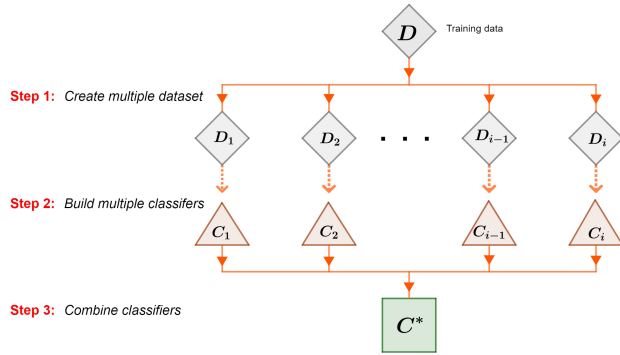 D Training data
Step 1: Create multiple dataset
D₁ D₂ . . . Dᵢ₋₁ Dᵢ
Step 2: Build multiple classifers
C₁ C₂ Cᵢ₋₁ Cᵢ
Step 3: Combine classifiers
C*